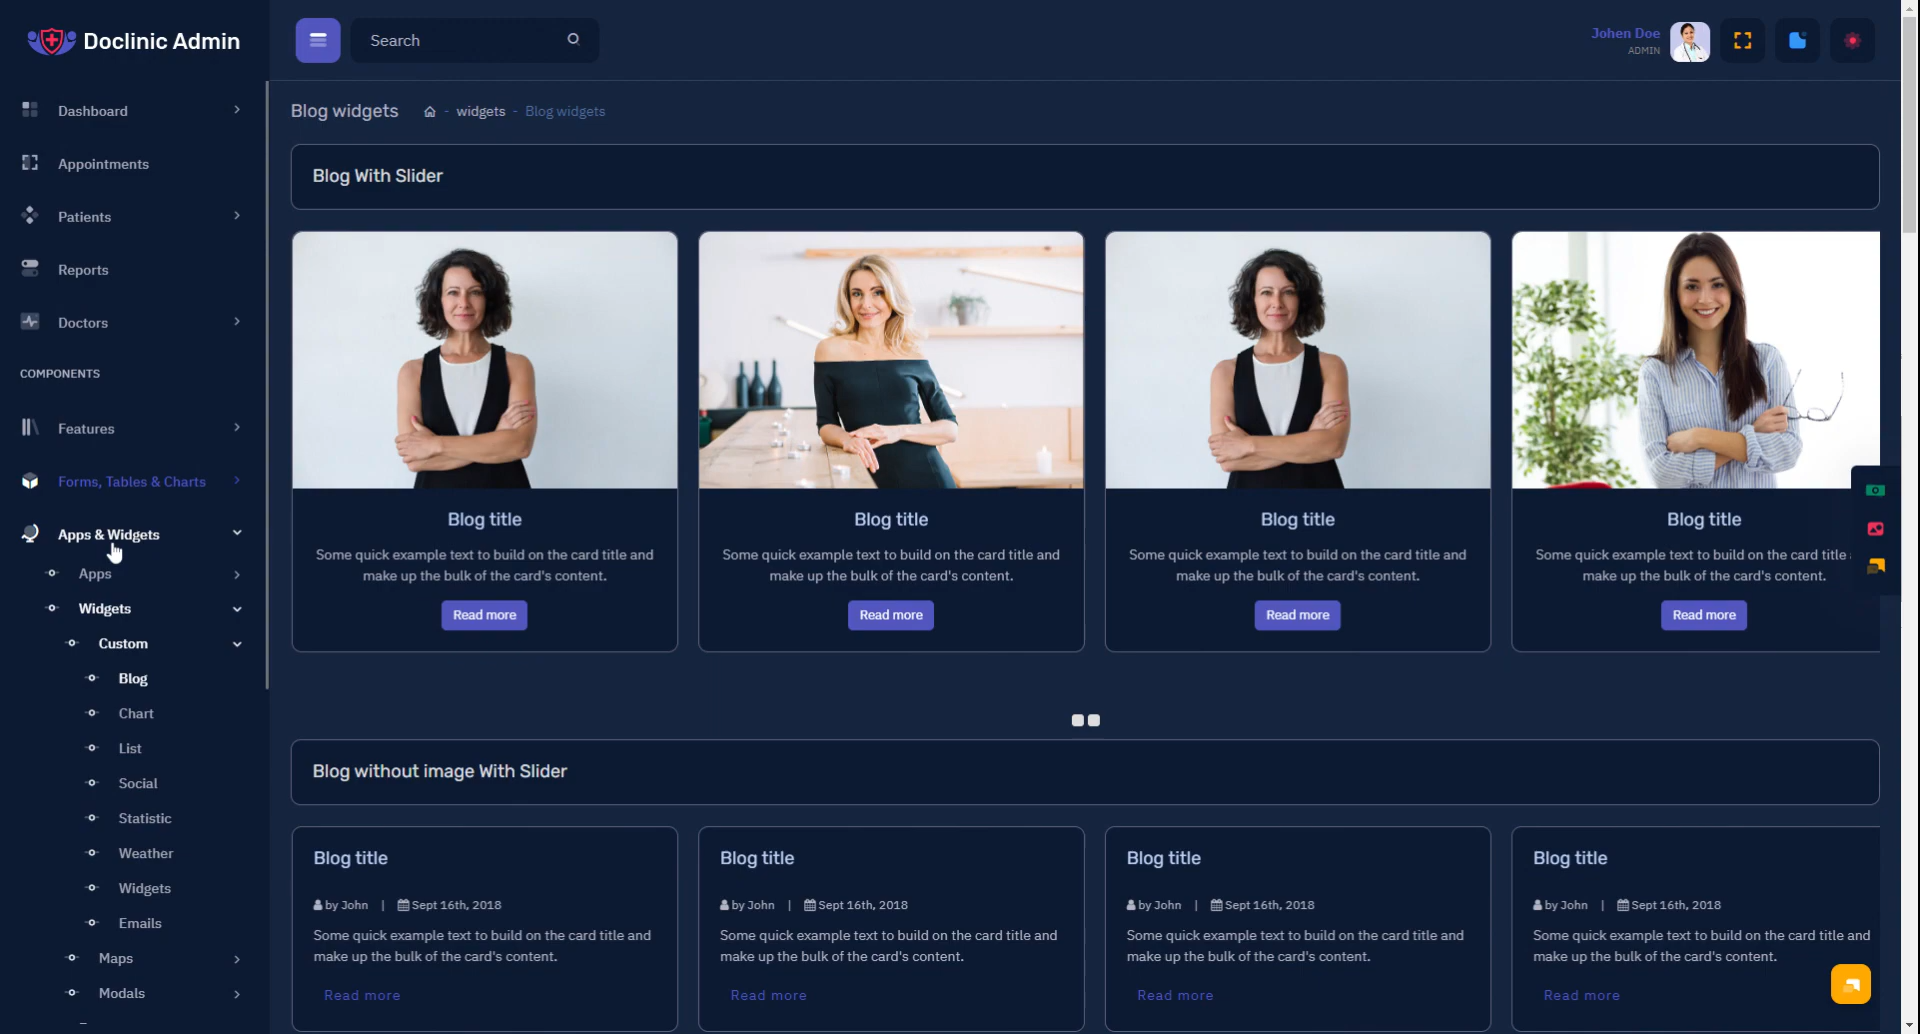 Doclinic Admin
Search
Johen Doe
ADMIN
Dashboard
Appointments
Patients
Reports
Doctors
COMPONENTS
Features
Forms, Tables & Charts
Apps & Widgets
Apps
Widgets
Custom
Blog
Chart
List
Social
Statistic
Weather
Widgets
Emails
Maps
Modals
Blog widgets
- widgets - Blog widgets
Blog With Slider
Blog title
Some quick example text to build on the card title and
make up the bulk of the card's content.
Read more
Blog title
Some quick example text to build on the card title and
make up the bulk of the card's content.
Read more
Blog title
Some quick example text to build on the card title and
make up the bulk of the card's content.
Read more
Blog title
Some quick example text to build on the card title
make up the bulk of the card's content.
Read more
Blog without image With Slider
Blog title
by John | Sept 16th, 2018
Some quick example text to build on the card title and
make up the bulk of the card's content.
Read more
Blog title
by John | Sept 16th, 2018
Some quick example text to build on the card title and
make up the bulk of the card's content.
Read more
Blog title
by John | Sept 16th, 2018
Some quick example text to build on the card title and
make up the bulk of the card's content.
Read more
Blog title
by John | Sept 16th, 2018
Some quick example text to build on the card title and
make up the bulk of the card's content.
Read more